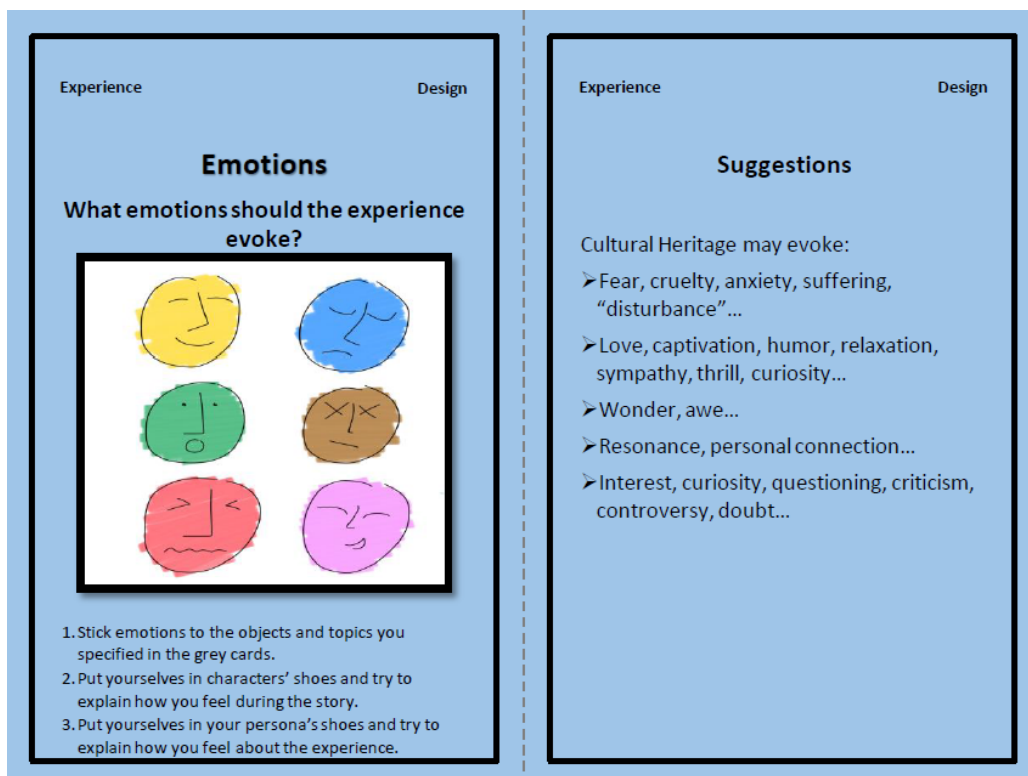 Experience Design
Emotions
What emotions should the experience
evoke?
1. Stick emotions to the objects and topics you
specified in the grey cards.
2. Put yourselves in characters’ shoes and try to
explain how you feel during the story.
3. Put yourselves in your persona’s shoes and try to
explain how you feel about the experience.
Experience Design
Suggestions
Cultural Heritage may evoke:
➢Fear, cruelty, anxiety, suffering,
“disturbance”…
➢Love, captivation, humor, relaxation,
sympathy, thrill, curiosity…
➢Wonder, awe…
➢Resonance, personal connection…
➢Interest, curiosity, questioning, criticism,
controversy, doubt…